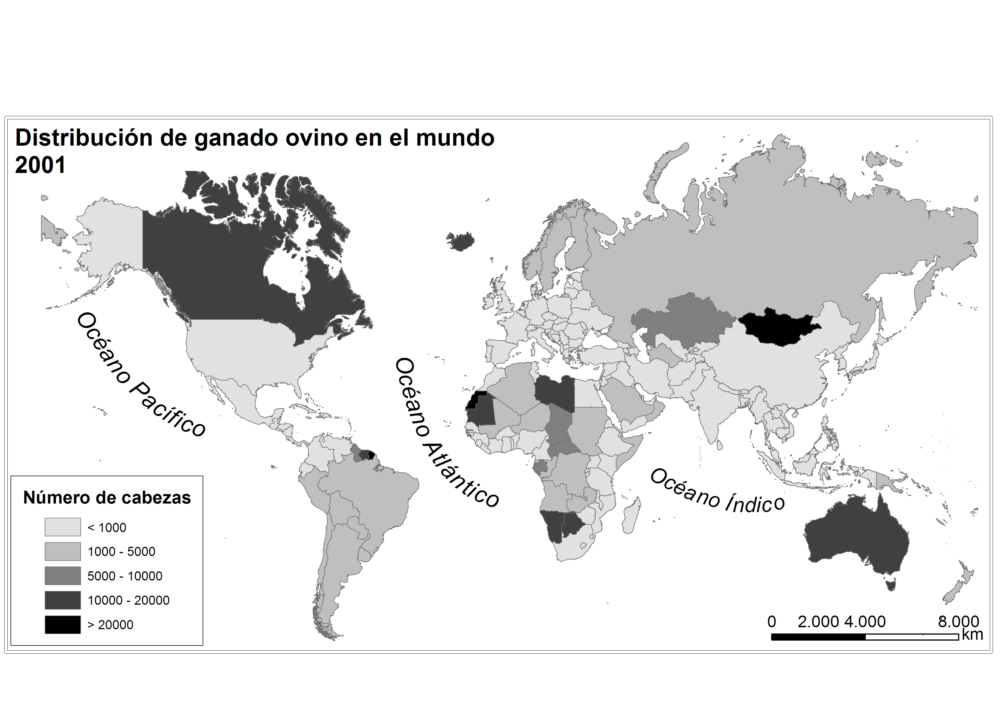 Distribución de ganado ovino en el mundo
2001
Océano Pacífico
Océano Atlántico
Océano Índico
Número de cabezas
< 1000
1000 - 5000
5000 - 10000
10000 - 20000
> 20000
0 2.000 4.000 8.000
km